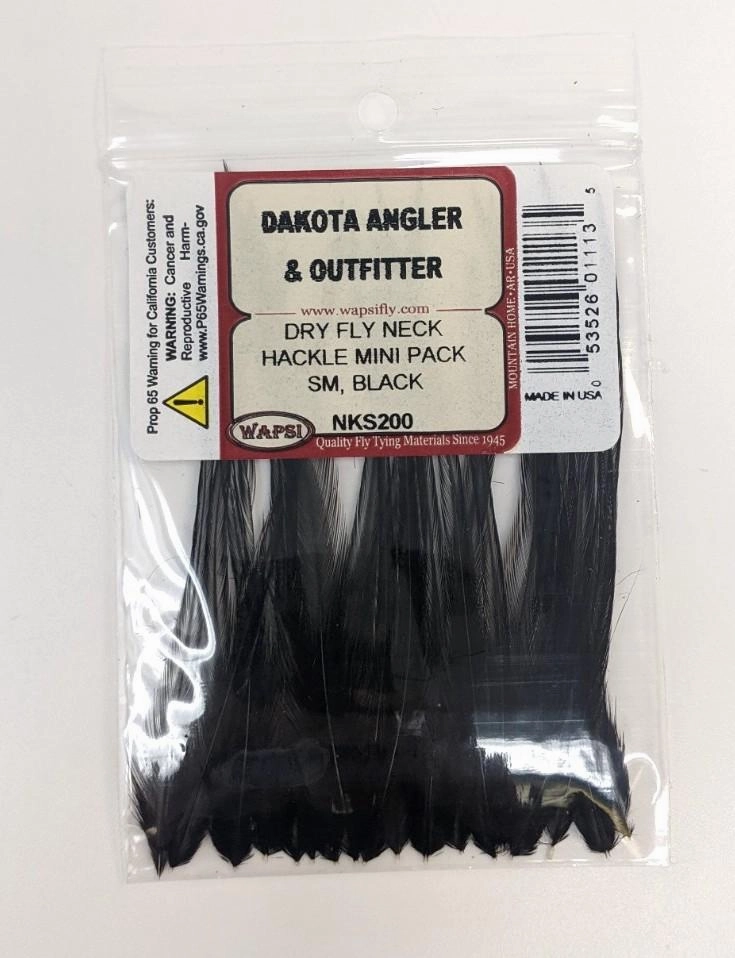 Prop 65 Warning for California Customers:
WARNING: Cancer and
Reproductive Harm-
www.P65Warnings.ca.gov
DAKOTA ANGLER
& OUTFITTER
www.wapsifly.com
DRY FLY NECK
HACKLE MINI PACK
SM, BLACK
NKS200
WAPSI
Quality Fly Tying Materials Since 1945
MOUNTAIN HOME • AR • USA
0 53526 01113 5
MADE IN USA